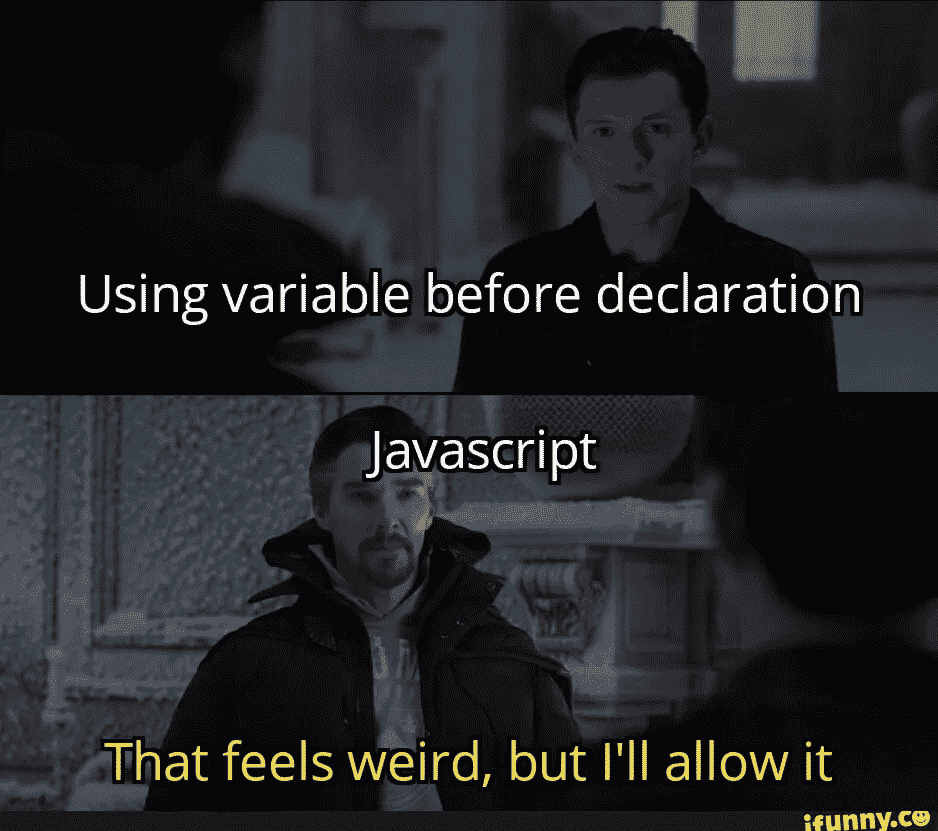 Using variable before declaration
Javascript
That feels weird, but I'll allow it
ifunny.co